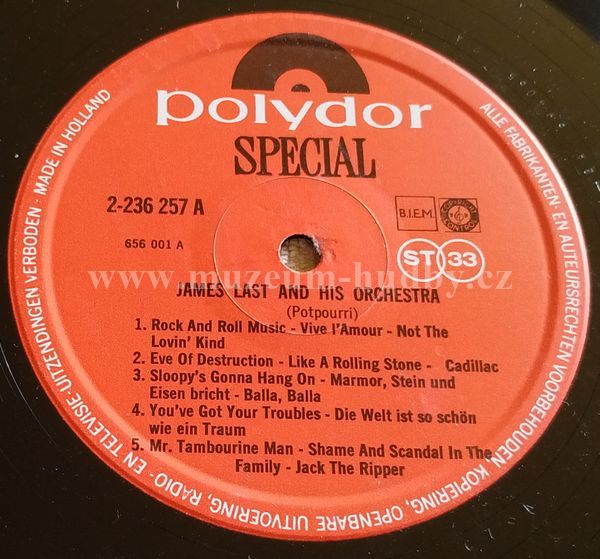 polydor
SPECIAL
2-236 257 A
B.I.E.M.
656 001 A
ST 33
JAMES LAST AND HIS ORCHESTRA
(Potpourri)
1. Rock And Roll Music - Vive l'Amour - Not The
Lovin' Kind
2. Eve Of Destruction - Like A Rolling Stone - Cadillac
3. Sloopy's Gonna Hang On - Marmor, Stein und
Eisen bricht - Balla, Balla
4. You've Got Your Troubles - Die Welt ist so schön
wie ein Traum
5. Mr. Tambourine Man - Shame And Scandal In The
Family - Jack The Ripper
ALLE FABRIKANTEN- EN AUTEURSRECHTEN VOORBEHOUDEN KOPIERING, OPENBARE UITVOERING, RADIO- EN TELEVISIE-UITZENDINGEN VERBODEN · MADE IN HOLLAND
www.muzeum-hudby.cz